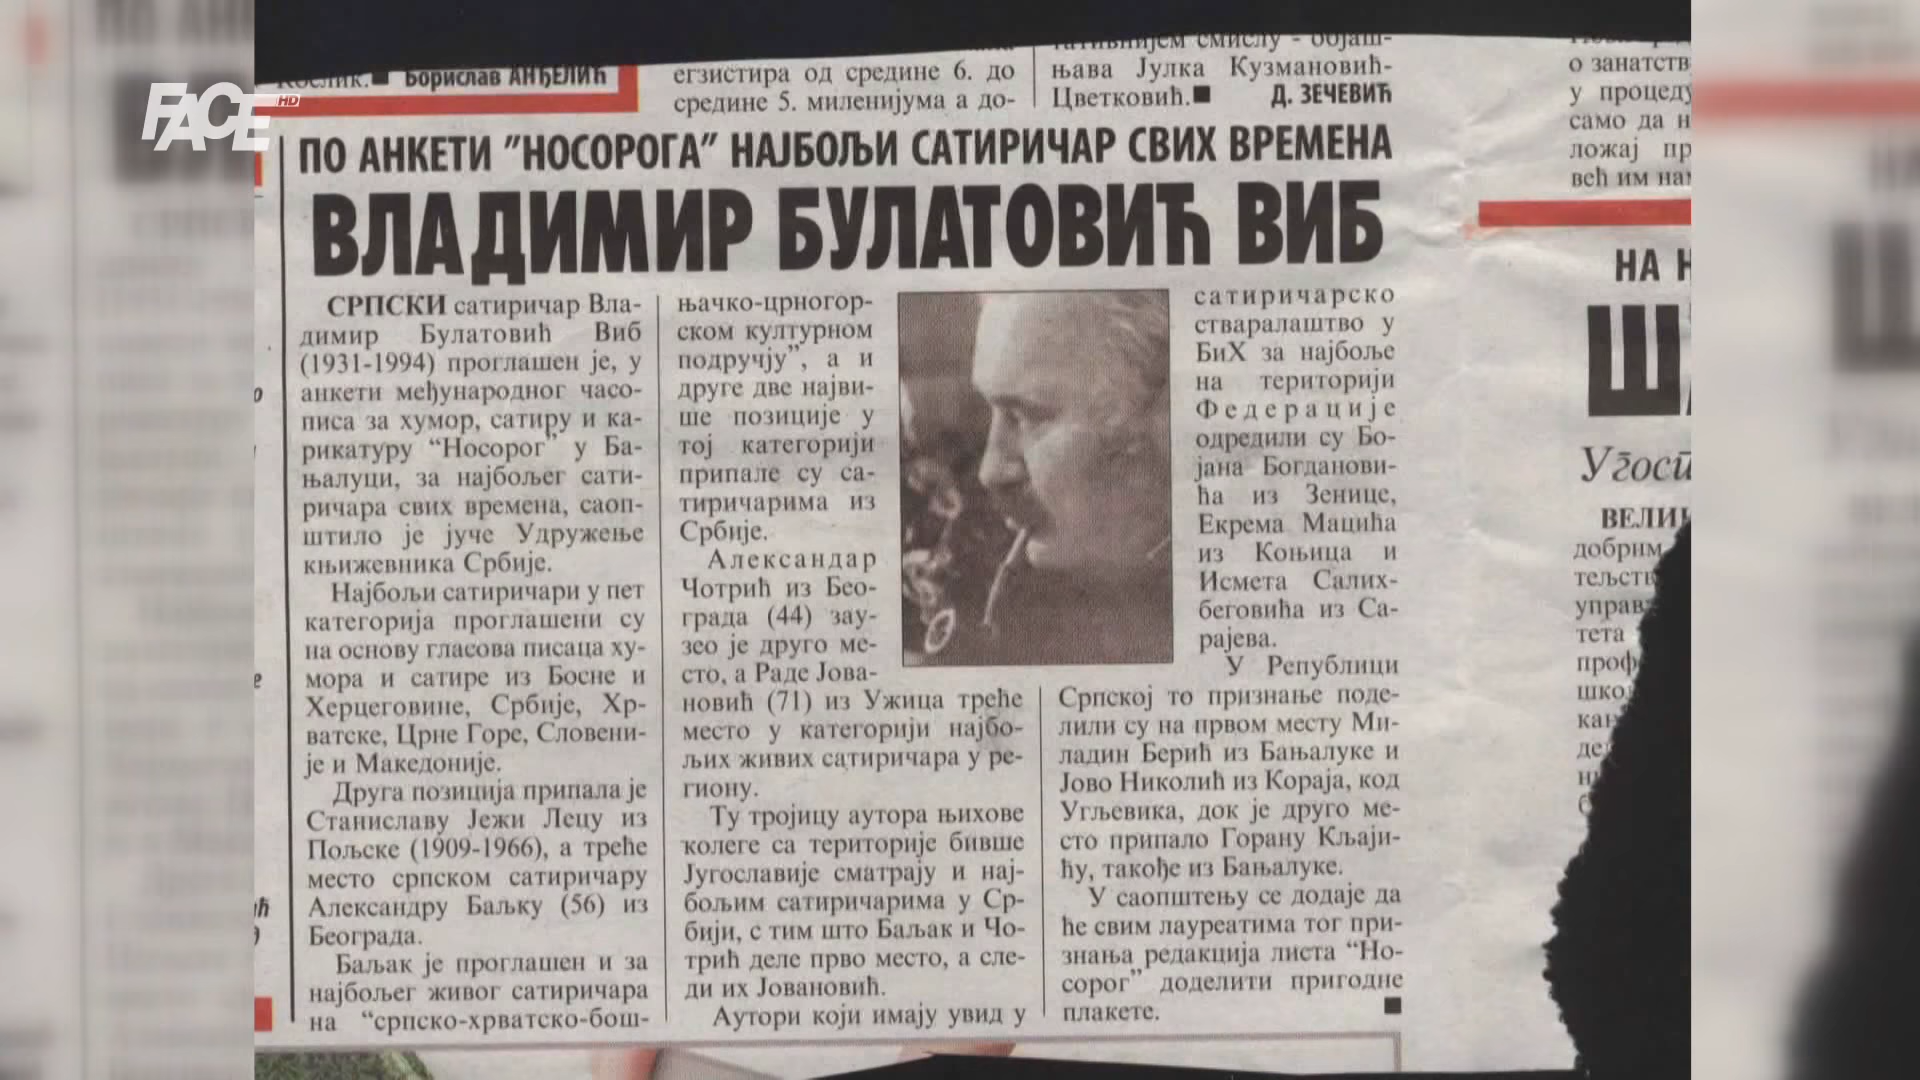 FACE HD
Кослик.■ Борислав АНЂЕЛИЋ
егзистира од средине 6. до
средине 5. миленијума а до-
тативнијем смислу - објаш-
њава Јулка Кузмановић-
Цветковић.■ Д. ЗЕЧЕВИЋ
ПО АНКЕТИ "НОСОРОГА" НАЈБОЉИ САТИРИЧАР СВИХ ВРЕМЕНА
ВЛАДИМИР БУЛАТОВИЋ ВИБ
СРПСКИ сатиричар Вла-
димир Булатовић Виб
(1931-1994) проглашен је, у
анкети међународног часо-
писа за хумор, сатиру и ка-
рикатуру “Носорог” у Ба-
њалуци, за најбољег сати-
ричара свих времена, саоп-
штило је јуче Удружење
књижевника Србије.
Најбољи сатиричари у пет
категорија проглашени су
на основу гласова писаца ху-
мора и сатире из Босне и
Херцеговине, Србије, Хр-
ватске, Црне Горе, Словени-
је и Македоније.
Друга позиција припала је
Станиславу Јежи Лецу из
Пољске (1909-1966), а треће
место српском сатиричару
Александру Баљку (56) из
Београда.
Баљак је проглашен и за
најбољег живог сатиричара
на “српско-хрватско-бош-
њачко-црногор-
ском културном
подручју”, а и
друге две најви-
ше позиције у
тој категорији
припале су са-
тиричарима из
Србије.
Александар
Чотрић из Бео-
града (44) зау-
зео је друго ме-
сто, а Раде Јова-
новић (71) из Ужица треће
место у категорији најбо-
љих живих сатиричара у ре-
гиону.
Ту тројицу аутора њихове
колеге са територије бивше
Југославије сматрају и нај-
бољим сатиричарима у Ср-
бији, с тим што Баљак и Чо-
трић деле прво место, а сле-
ди их Јовановић.
Аутори који имају увид у
сатиричарско
стваралаштво у
БиХ за најбоље
на територији
Федерације
одредили су Бо-
јана Богданови-
ћа из Зенице,
Екрема Мацића
из Коњица и
Исмета Салих-
беговића из Са-
рајева.
У Републици
Српској то признање поде-
лили су на првом месту Ми-
ладин Берић из Бањалуке и
Јово Николић из Кораја, код
Угљевика, док је друго ме-
сто припало Горану Кљаји-
ћу, такође из Бањалуке.
У саопштењу се додаје да
ће свим лауреатима тог при-
знања редакција листа “Но-
сорог” доделити пригодне
плакете.
о занатств
у процеду
само да н
ложај пр
већ им на
НА Н
Ш
Угосп
ВЕЛИ
добрим
тељств
управ
тета
проф
шко